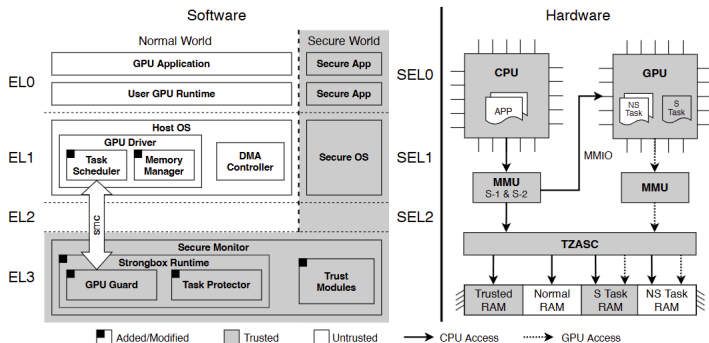 Software
Hardware
Normal World
Secure World
EL0
GPU Application
Secure App
SEL0
User GPU Runtime
Secure App
EL1
Host OS
GPU Driver
Task
Scheduler
Memory
Manager
DMA
Controller
Secure OS
SEL1
EL2
smc
SEL2
EL3
Secure Monitor
Strongbox Runtime
GPU Guard
Task Protector
Trust
Modules
CPU
APP
GPU
NS
Task
S
Task
MMIO
MMU
S-1 & S-2
MMU
TZASC
Trusted
RAM
Normal
RAM
S Task
RAM
NS Task
RAM
Added/Modified
Trusted
Untrusted
CPU Access
GPU Access